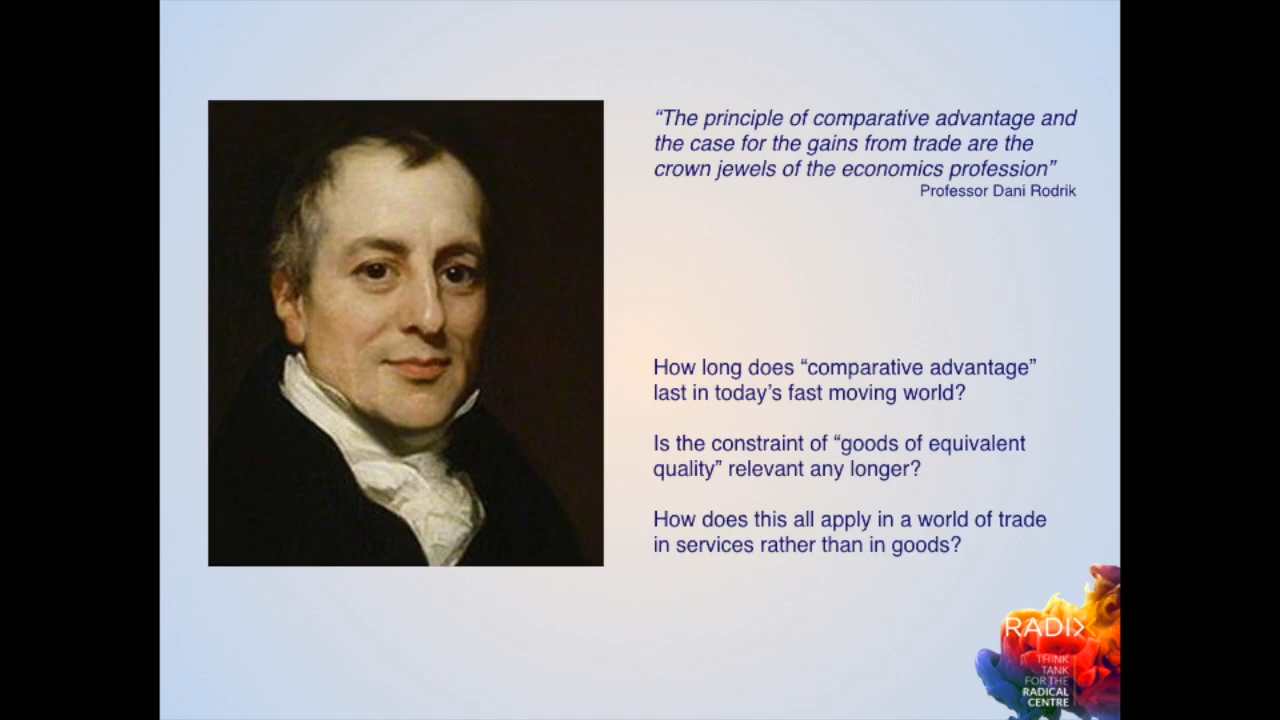 “The principle of comparative advantage and
the case for the gains from trade are the
crown jewels of the economics profession”
Professor Dani Rodrik
How long does “comparative advantage”
last in today’s fast moving world?
Is the constraint of “goods of equivalent
quality” relevant any longer?
How does this all apply in a world of trade
in services rather than in goods?
RADIX
THINK
TANK
FOR THE
RADICAL
CENTRE